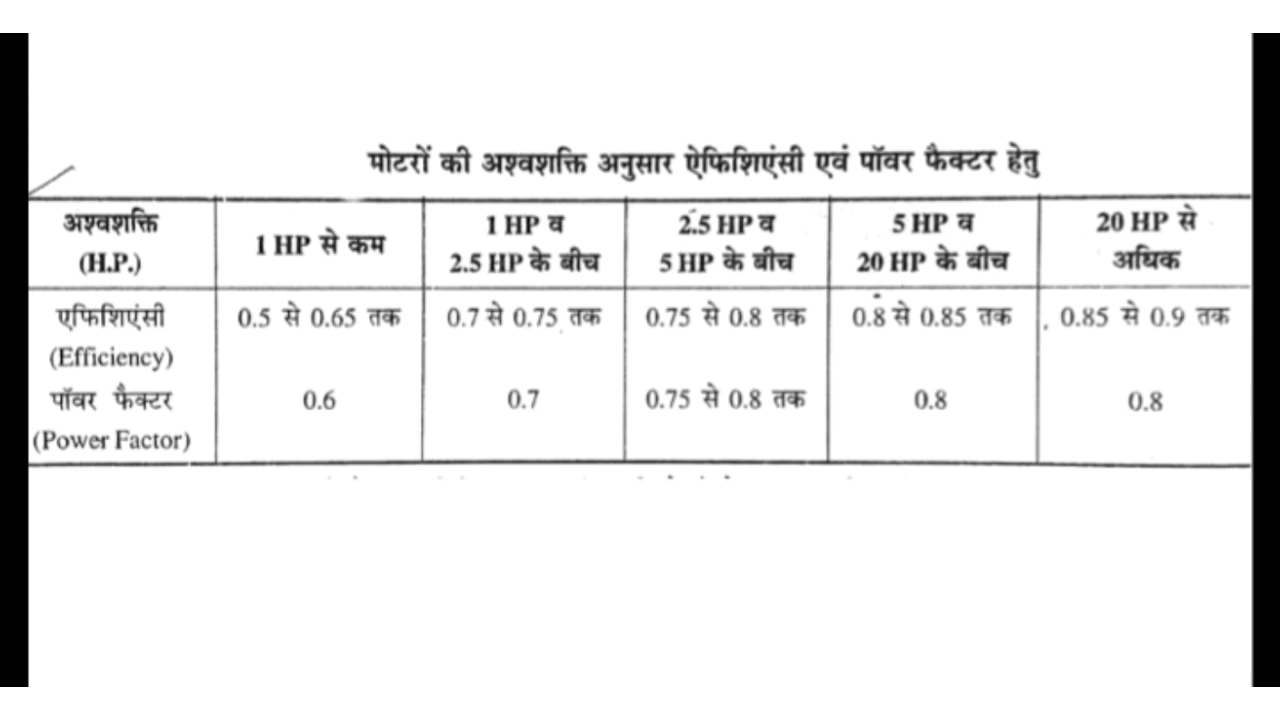 मोटरों की अश्वशक्ति अनुसार ऐफिशिएंसी एवं पॉवर फैक्टर हेतु
अश्वशक्ति
(H.P.)
1 HP से कम
1 HP व
2.5 HP के बीच
2.5 HP व
5 HP के बीच
5 HP व
20 HP के बीच
20 HP से
अधिक
एफिशिएंसी
(Efficiency)
0.5 से 0.65 तक
0.7 से 0.75 तक
0.75 से 0.8 तक
0.8 से 0.85 तक
0.85 से 0.9 तक
पॉवर फैक्टर
(Power Factor)
0.6
0.7
0.75 से 0.8 तक
0.8
0.8